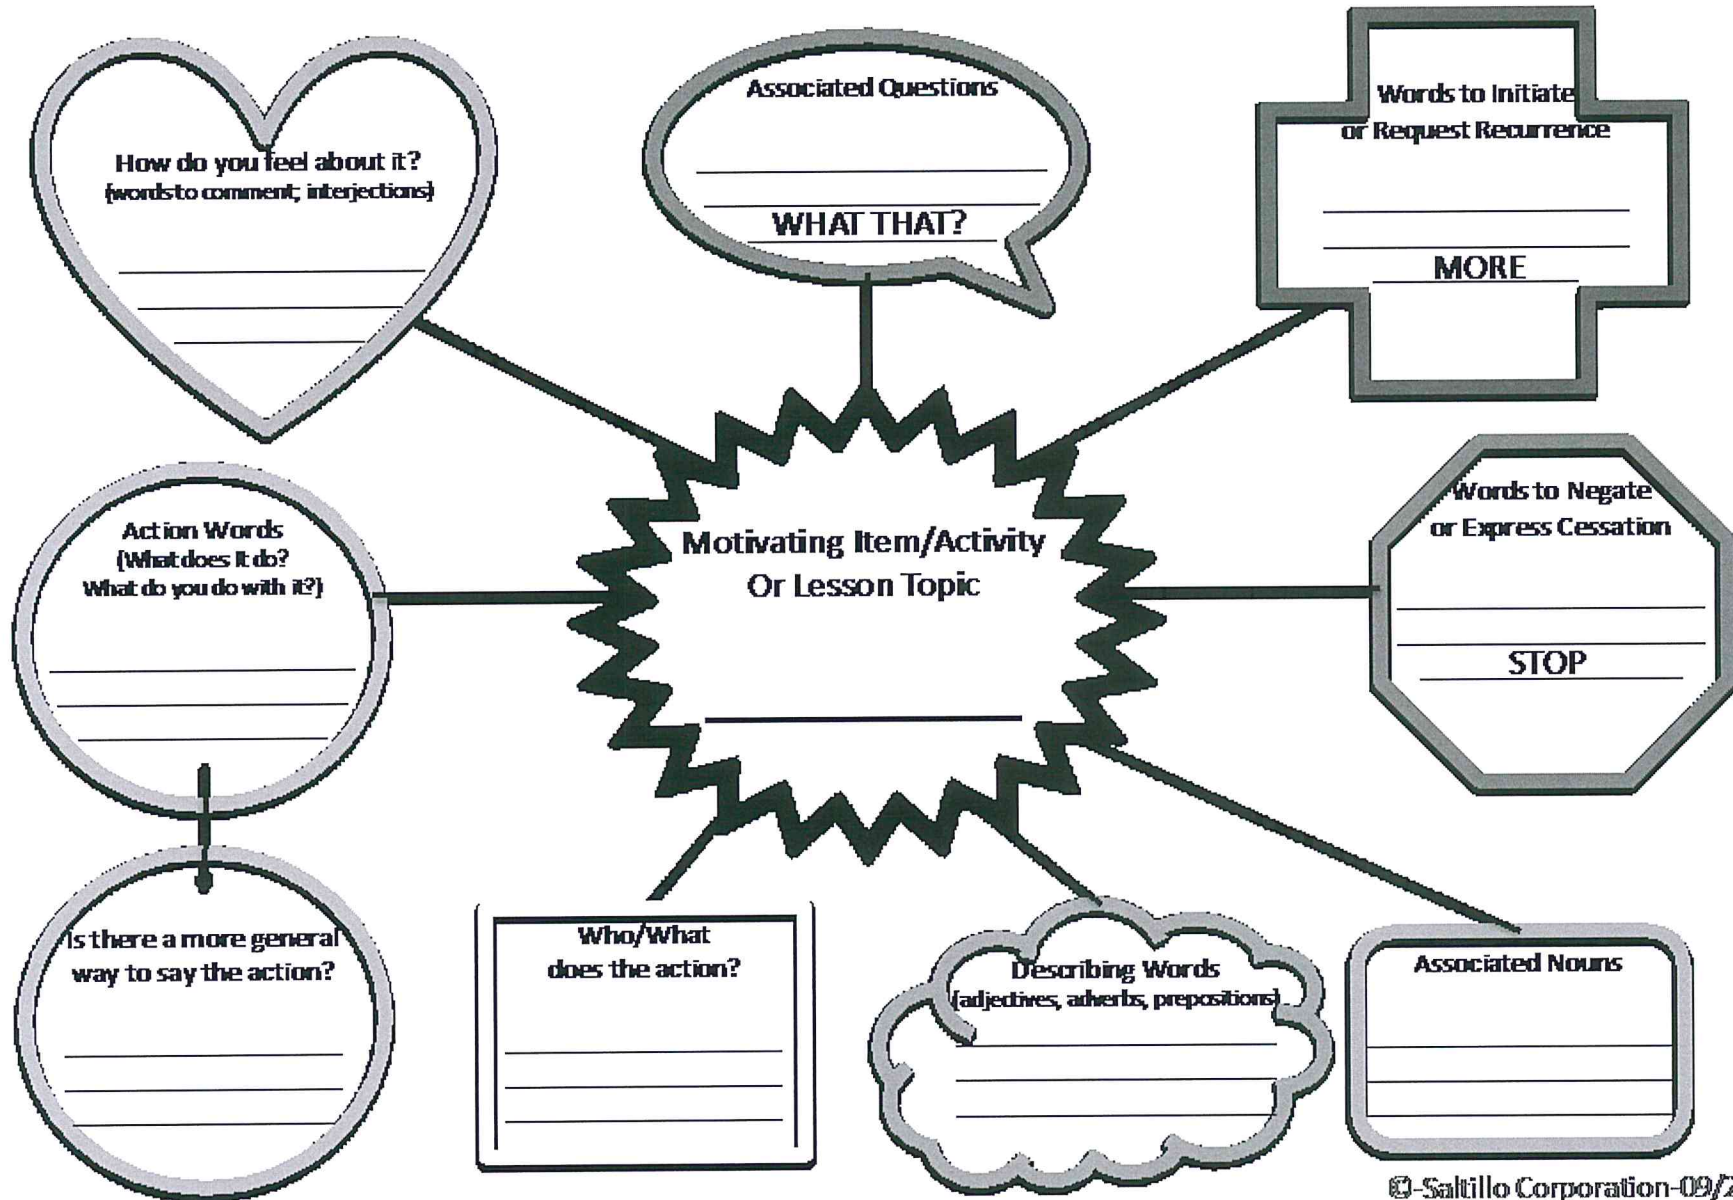 How do you feel about it?
(words to comment; interjections)
Associated Questions
WHAT THAT?
Words to Initiate
or Request Recurrence
MORE
Action Words
(What does it do?
What do you do with it?)
Motivating Item/Activity
Or Lesson Topic
Words to Negate
or Express Cessation
STOP
Is there a more general
way to say the action?
Who/What
does the action?
Describing Words
(adjectives, adverbs, prepositions)
Associated Nouns
©-Saltillo Corporation-09/